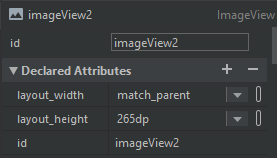 imageView2 ImageView
id imageView2
Declared Attributes + −
layout_width match_parent
layout_height 265dp
id imageView2